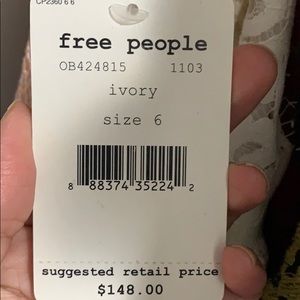 CP2360 6.6
free people
OB424815 1103
ivory
size 6
8 88374 35224 2
suggested retail price
$148.00